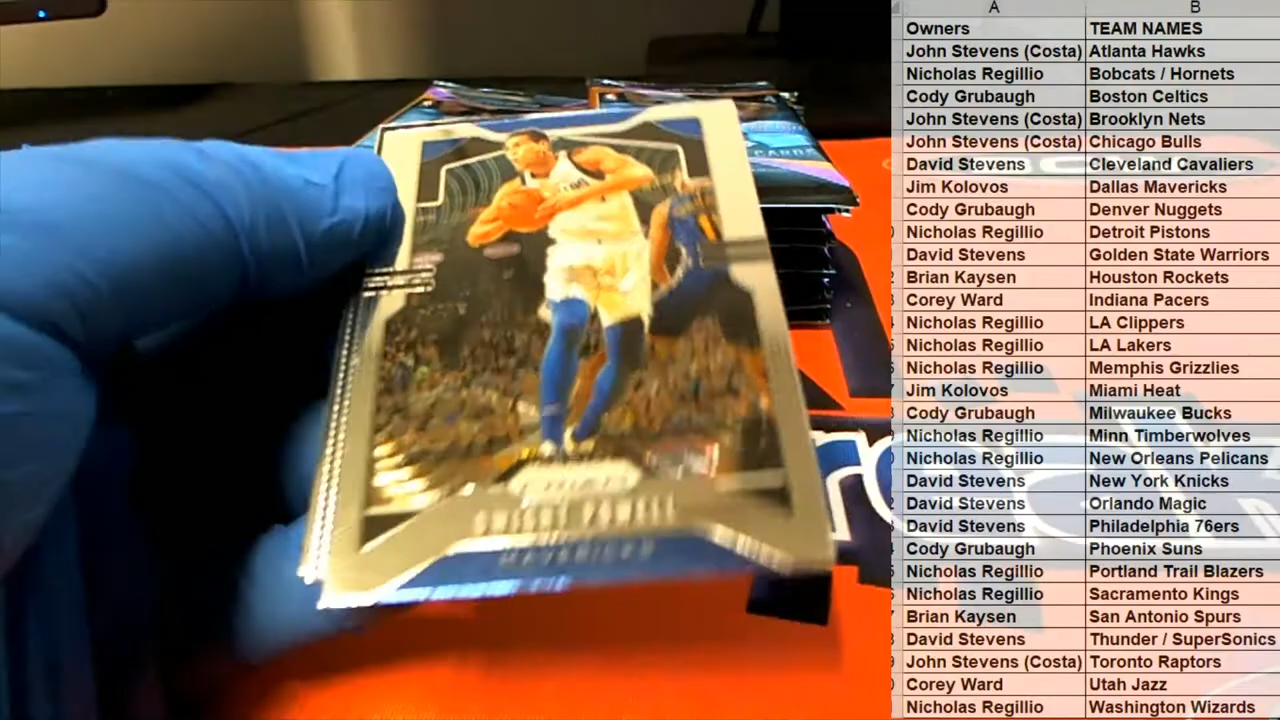 CARDS
DWIGHT POWELL
MAVERICKS
A B
Owners TEAM NAMES
John Stevens (Costa) Atlanta Hawks
Nicholas Regillio Bobcats / Hornets
Cody Grubaugh Boston Celtics
John Stevens (Costa) Brooklyn Nets
John Stevens (Costa) Chicago Bulls
David Stevens Cleveland Cavaliers
Jim Kolovos Dallas Mavericks
Cody Grubaugh Denver Nuggets
Nicholas Regillio Detroit Pistons
David Stevens Golden State Warriors
Brian Kaysen Houston Rockets
Corey Ward Indiana Pacers
Nicholas Regillio LA Clippers
Nicholas Regillio LA Lakers
Nicholas Regillio Memphis Grizzlies
Jim Kolovos Miami Heat
Cody Grubaugh Milwaukee Bucks
Nicholas Regillio Minn Timberwolves
Nicholas Regillio New Orleans Pelicans
David Stevens New York Knicks
David Stevens Orlando Magic
David Stevens Philadelphia 76ers
Cody Grubaugh Phoenix Suns
Nicholas Regillio Portland Trail Blazers
Nicholas Regillio Sacramento Kings
Brian Kaysen San Antonio Spurs
David Stevens Thunder / SuperSonics
John Stevens (Costa) Toronto Raptors
Corey Ward Utah Jazz
Nicholas Regillio Washington Wizards